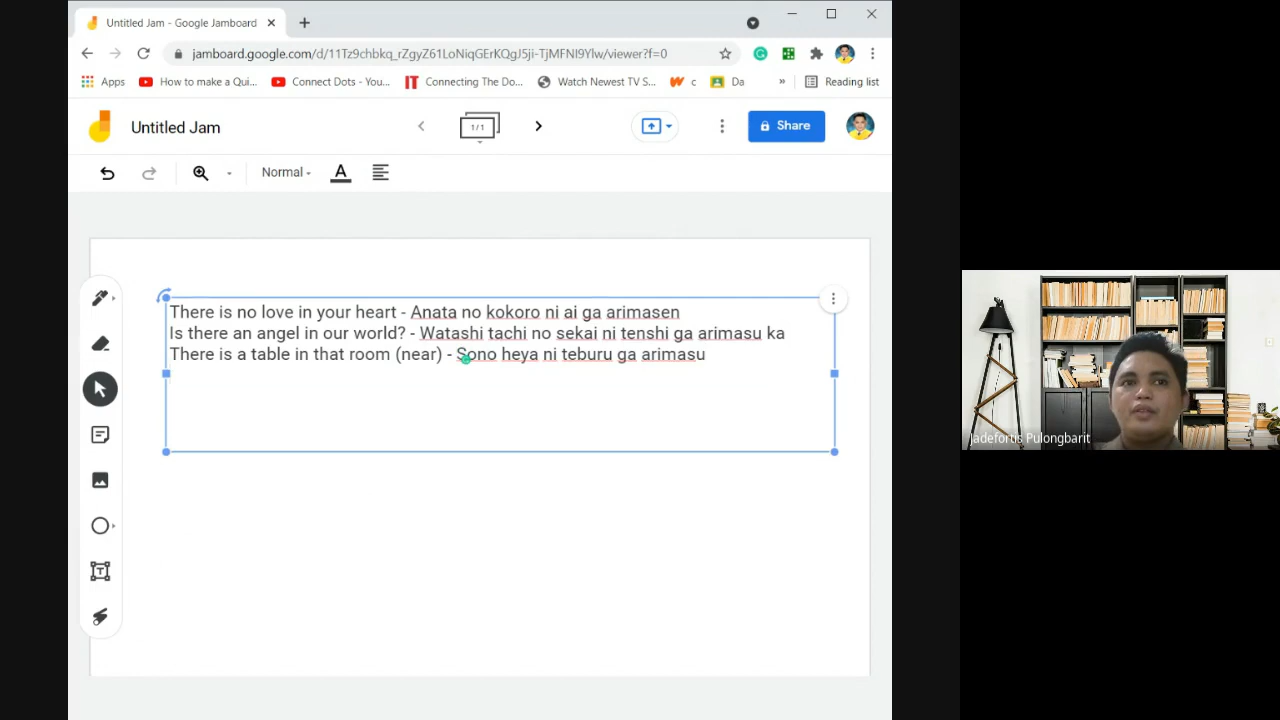 Untitled Jam - Google Jamboard
jamboard.google.com/d/11Tz9chbkq_rZgyZ61LoNiqGErKQgJ5ji-TjMFNI9Ylw/viewer?f=0
Apps How to make a Qui... Connect Dots - You... Connecting The Do... Watch Newest TV S... c Da » Reading list
Untitled Jam 1/1 Share
Normal A
There is no love in your heart - Anata no kokoro ni ai ga arimasen
Is there an angel in our world? - Watashi tachi no sekai ni tenshi ga arimasu ka
There is a table in that room (near) - Sono heya ni teburu ga arimasu
Jadefortis Pulongbarit